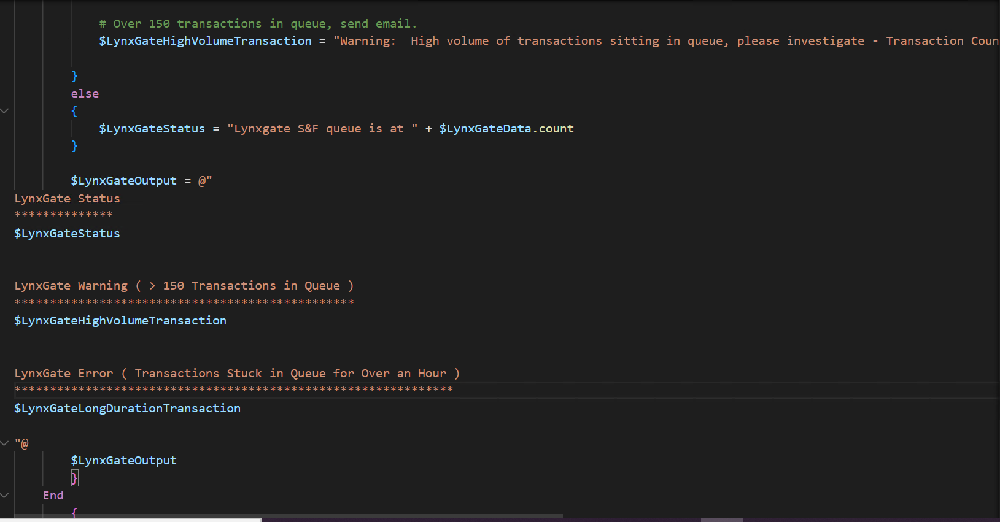 # Over 150 transactions in queue, send email.
$LynxGateHighVolumeTransaction = "Warning:  High volume of transactions sitting in queue, please investigate - Transaction Coun
}
else
{
$LynxGateStatus = "Lynxgate S&F queue is at " + $LynxGateData.count
}
$LynxGateOutput = @"
LynxGate Status
**************
$LynxGateStatus
LynxGate Warning ( > 150 Transactions in Queue )
************************************************
$LynxGateHighVolumeTransaction
LynxGate Error ( Transactions Stuck in Queue for Over an Hour )
**************************************************************
$LynxGateLongDurationTransaction
"@
$LynxGateOutput
}
End
{